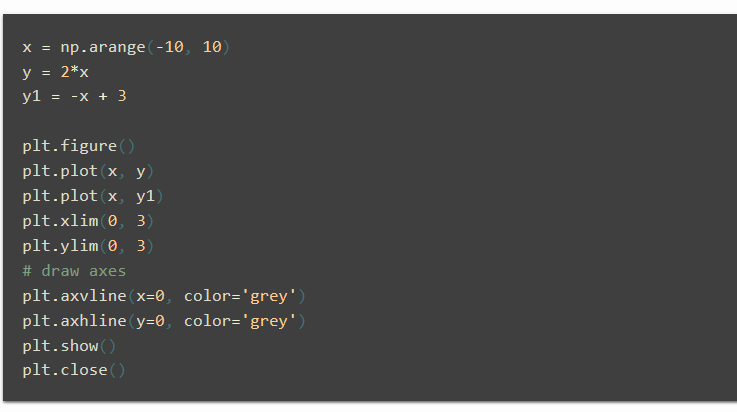 x = np.arange(-10, 10)
y = 2*x
y1 = -x + 3
plt.figure()
plt.plot(x, y)
plt.plot(x, y1)
plt.xlim(0, 3)
plt.ylim(0, 3)
# draw axes
plt.axvline(x=0, color='grey')
plt.axhline(y=0, color='grey')
plt.show()
plt.close()